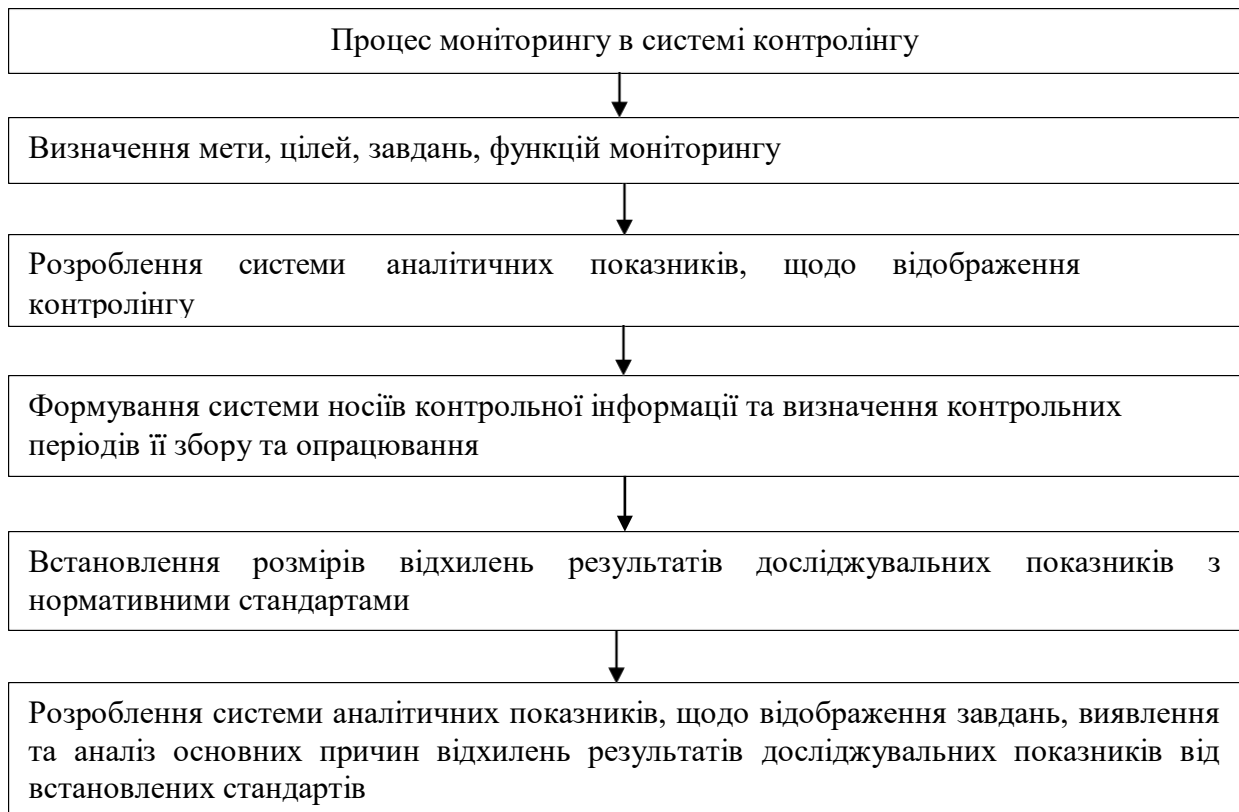 Процес моніторингу в системі контролінгу
Визначення мети, цілей, завдань, функцій моніторингу
Розроблення системи аналітичних показників, щодо відображення
контролінгу
Формування системи носіїв контрольної інформації та визначення контрольних
періодів її збору та опрацювання
Встановлення розмірів відхилень результатів досліджувальних показників з
нормативними стандартами
Розроблення системи аналітичних показників, щодо відображення завдань, виявлення
та аналіз основних причин відхилень результатів досліджувальних показників від
встановлених стандартів